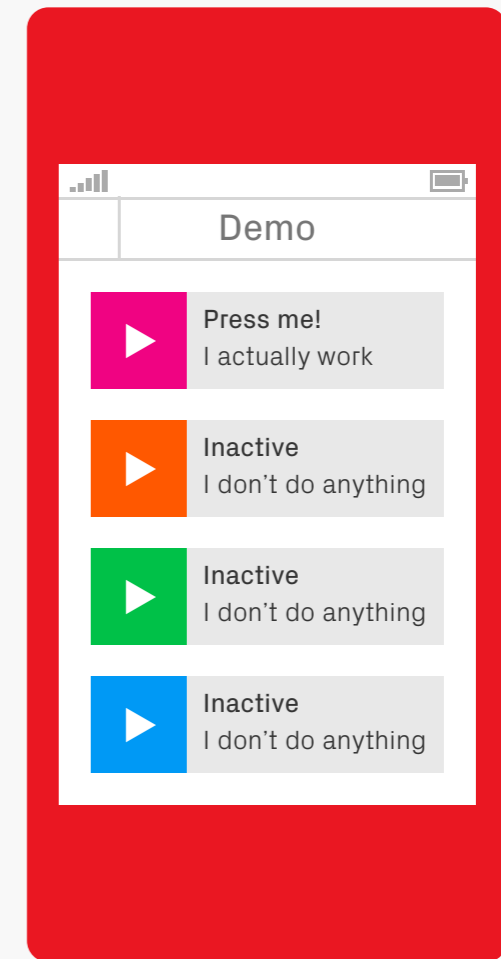 Demo
Press me!
I actually work
Inactive
I don’t do anything
Inactive
I don’t do anything
Inactive
I don’t do anything